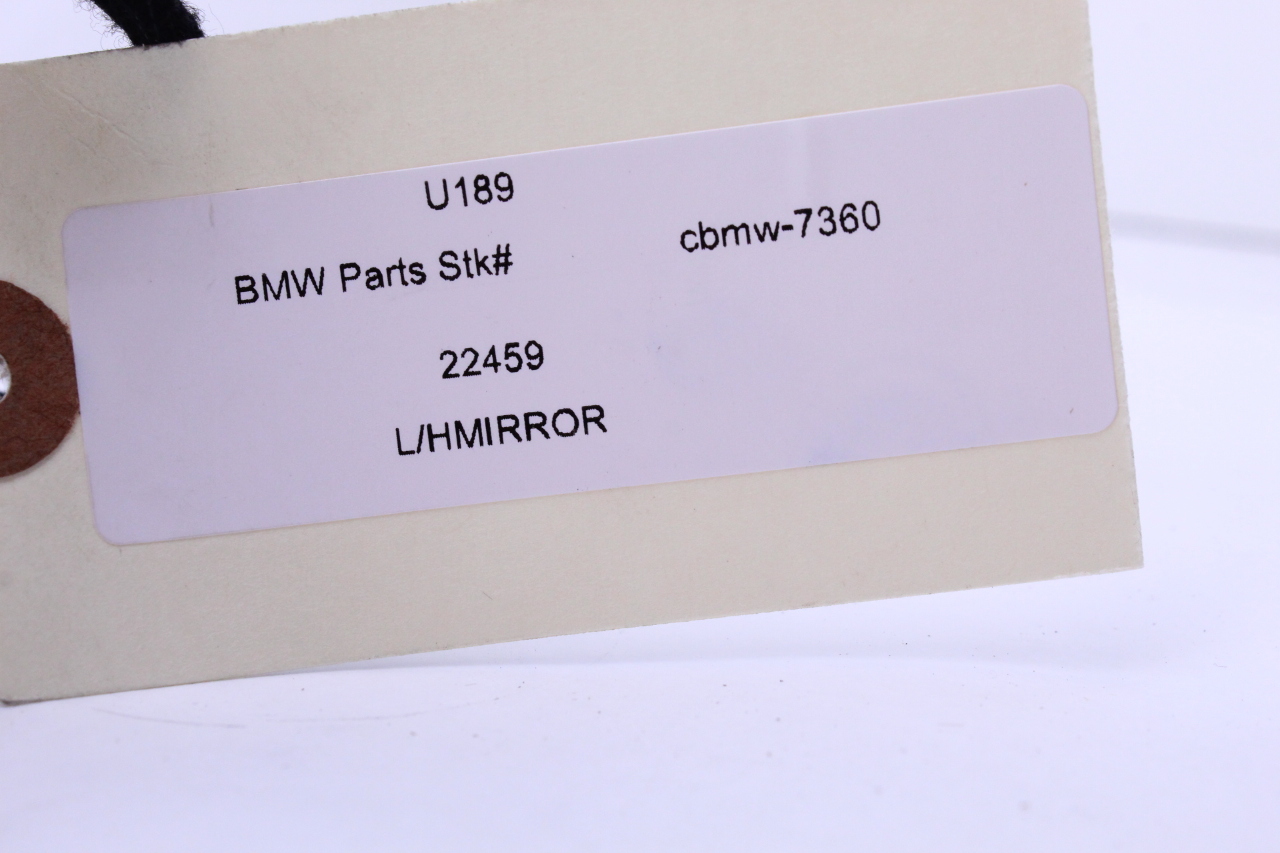 U189
BMW Parts Stk# cbmw-7360
22459
L/HMIRROR